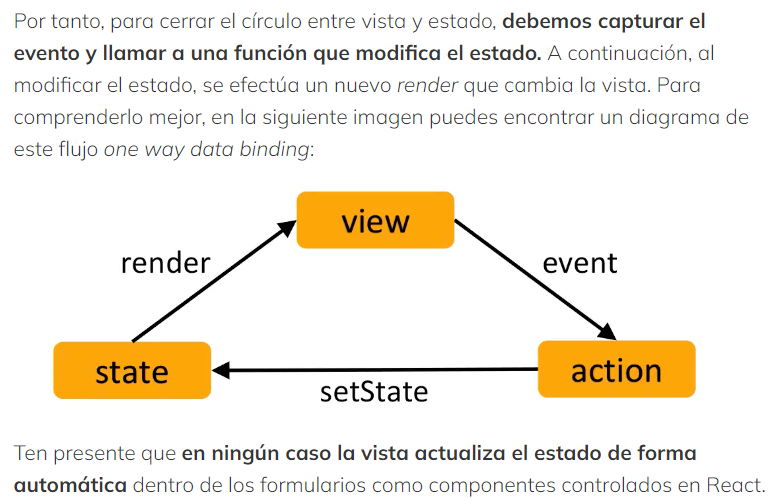 Por tanto, para cerrar el círculo entre vista y estado, debemos capturar el
evento y llamar a una función que modifica el estado. A continuación, al
modificar el estado, se efectúa un nuevo render que cambia la vista. Para
comprenderlo mejor, en la siguiente imagen puedes encontrar un diagrama de
este flujo one way data binding:
view
render
event
state
action
setState
Ten presente que en ningún caso la vista actualiza el estado de forma
automática dentro de los formularios como componentes controlados en React.